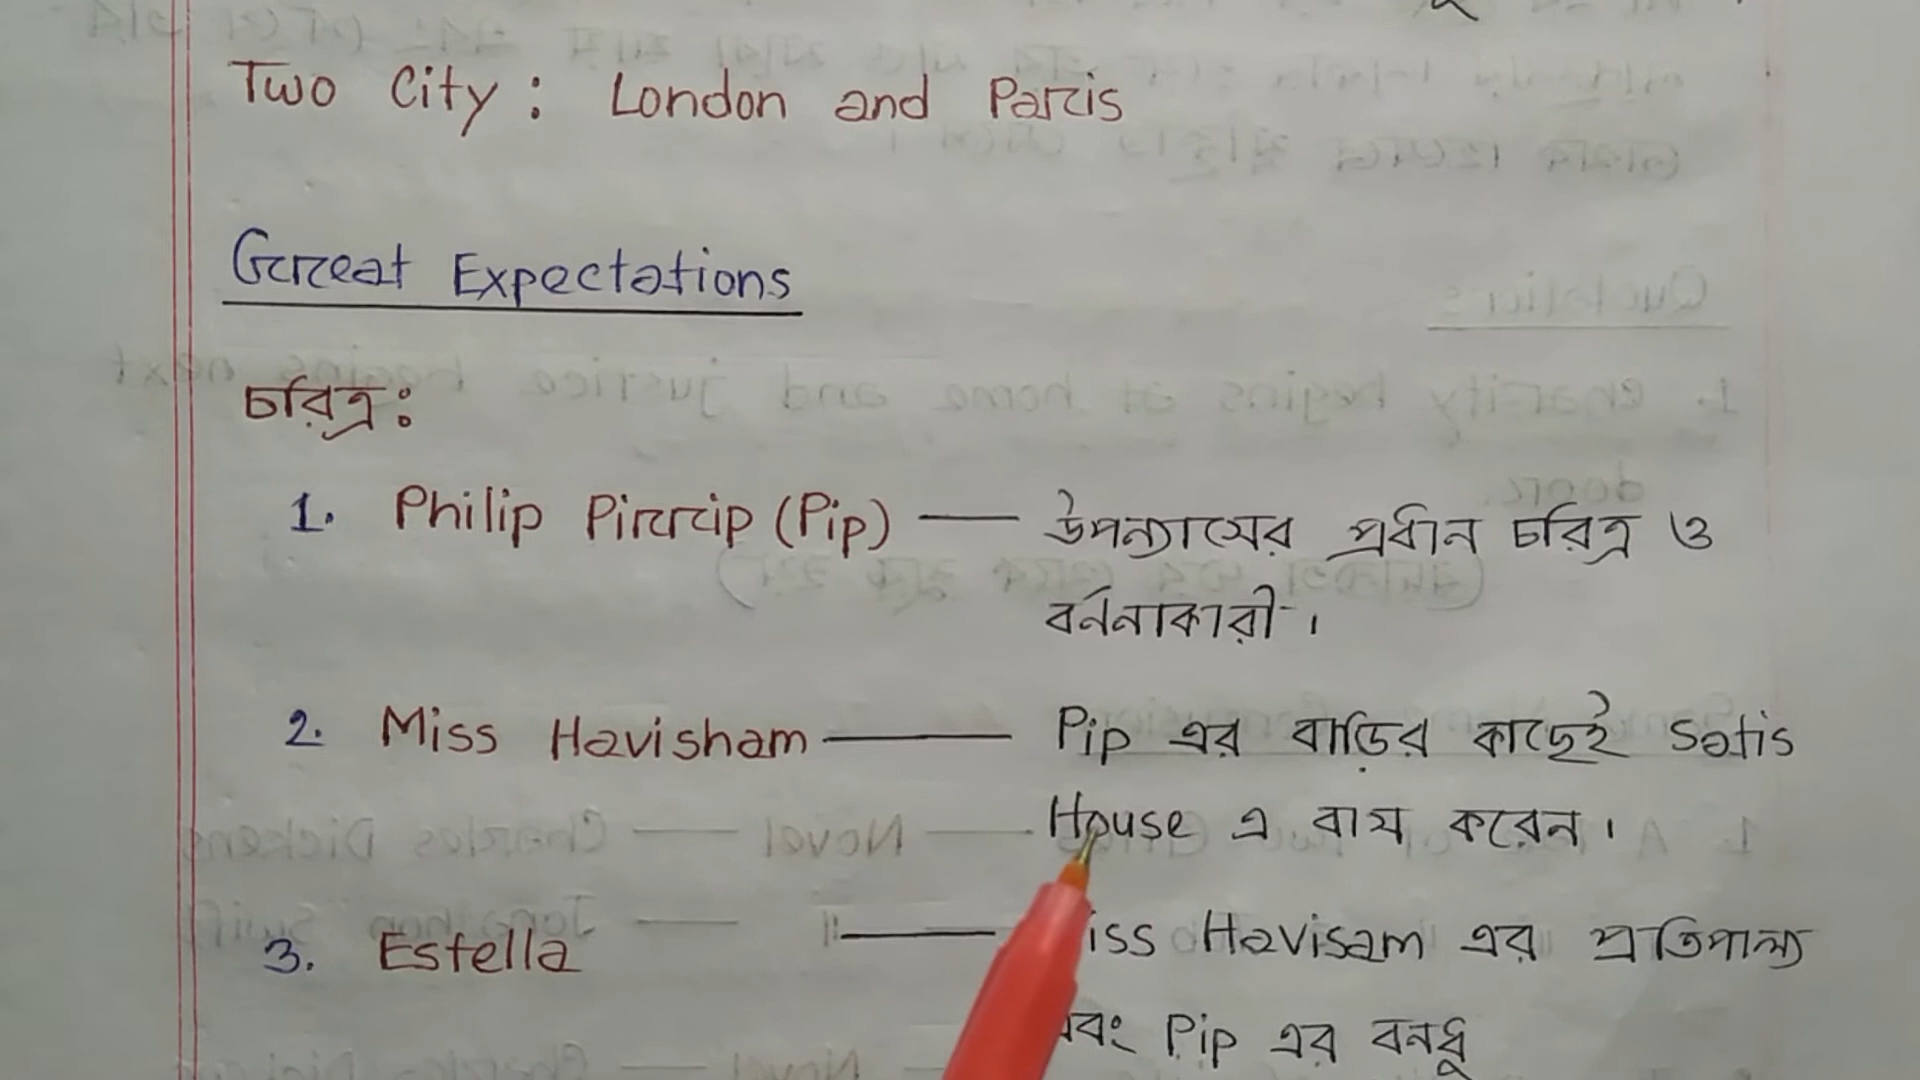 Two City : London and Paris
Great Expectations
চরিত্র :
1. Philip Pirrip (Pip) — উপন্যাসের প্রধান চরিত্র ও
বর্ননাকারী ।
2. Miss Havisham — Pip এর বাড়ির কাছেই Satis
House এ বাস করেন ।
3. Estella — iss Havisam এর প্রতিপাল্য
এবং Pip এর বন্ধু